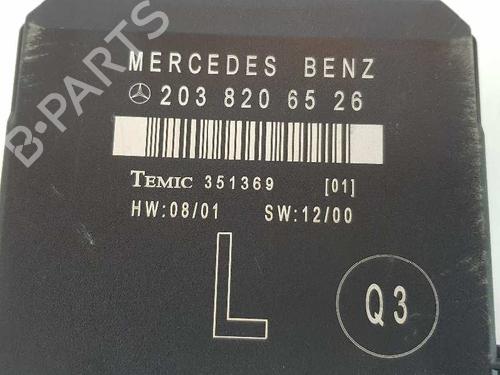 B-PARTS
MERCEDES BENZ
203 820 65 26
TEMIC 351369 [01]
HW:08/01 SW:12/00
L
Q3